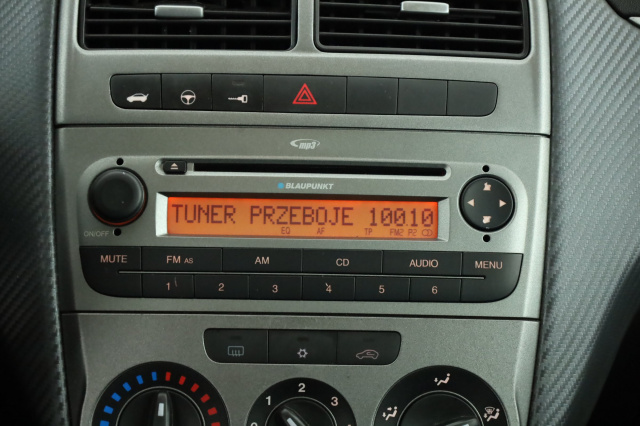 mp3
BLAUPUNKT
TUNER PRZEBOJE 10010
EQ AF TP FM2 P2 CD
ON/OFF
MUTE FM AS AM CD AUDIO MENU
1 2 3 4 5 6
1 2 3